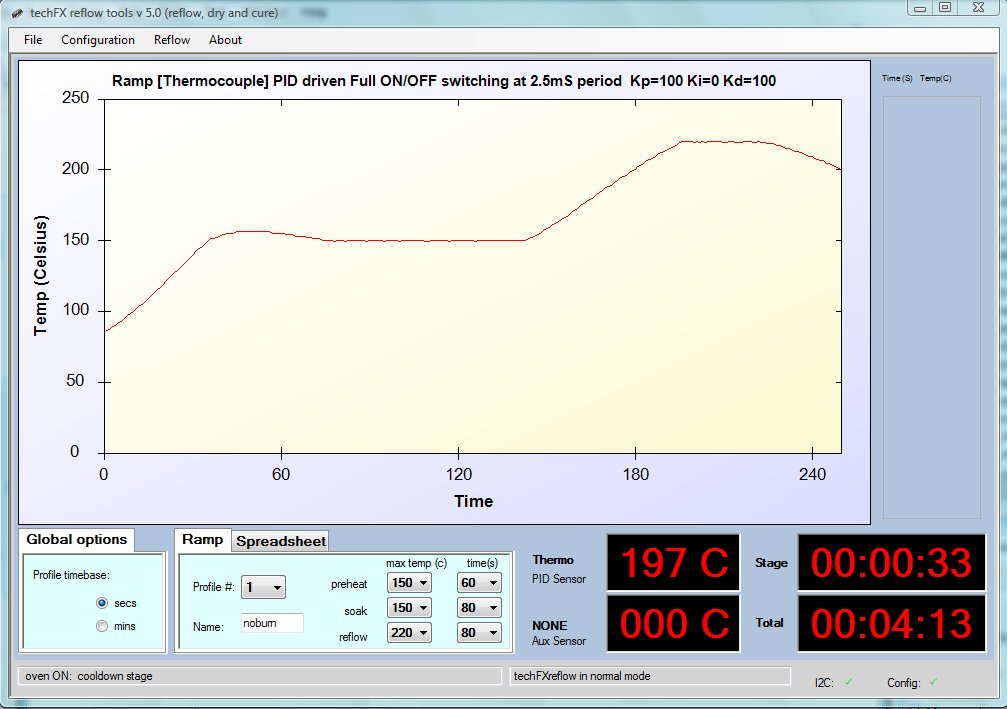 techFX reflow tools v 5.0 (reflow, dry and cure)
File Configuration Reflow About
Ramp [Thermocouple] PID driven Full ON/OFF switching at 2.5mS period Kp=100 Ki=0 Kd=100
Time (S) Temp(C)
250
200
150
100
50
0
Temp (Celsius)
0 60 120 180 240
Time
Global options
Profile timebase:
secs
mins
Ramp Spreadsheet
max temp (c) time(s)
Profile #: 1
preheat 150 60
soak 150 80
Name: noburn
reflow 220 80
Thermo
PID Sensor
197 C
Stage 00:00:33
NONE
Aux Sensor
000 C
Total 00:04:13
oven ON: cooldown stage
techFXreflow in normal mode
I2C: ✓ Config: ✓